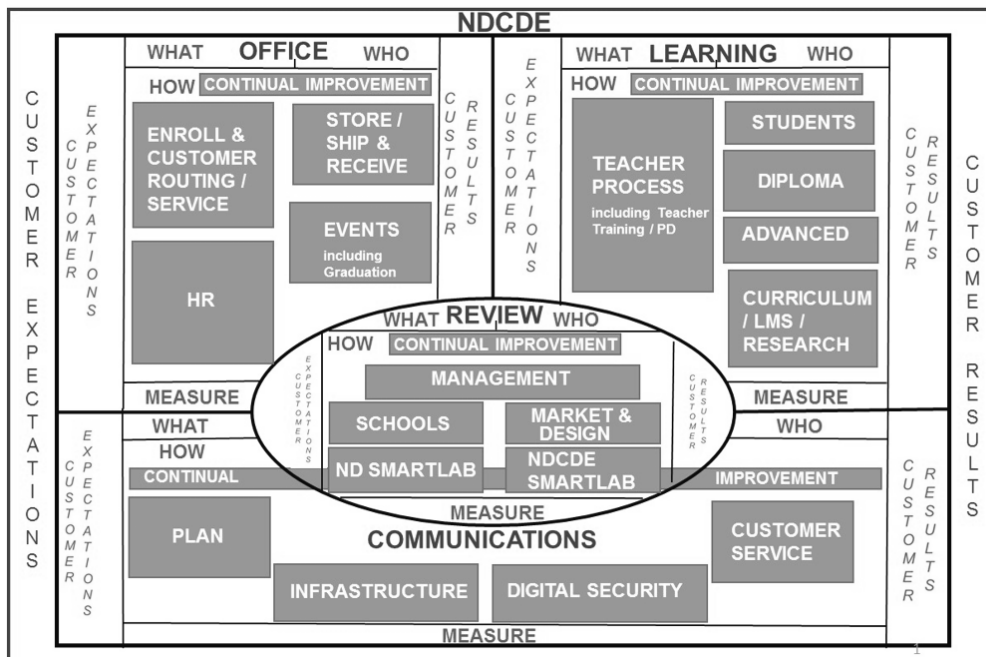 NDCDE
CUSTOMER EXPECTATIONS
CUSTOMER EXPECTATIONS
WHAT OFFICE WHO
HOW CONTINUAL IMPROVEMENT
ENROLL &
CUSTOMER
ROUTING /
SERVICE
STORE /
SHIP &
RECEIVE
EVENTS
including
Graduation
HR
MEASURE
CUSTOMER RESULTS
CUSTOMER EXPECTATIONS
WHAT LEARNING WHO
HOW CONTINUAL IMPROVEMENT
TEACHER
PROCESS
including Teacher
Training / PD
STUDENTS
DIPLOMA
ADVANCED
CURRICULUM
/ LMS /
RESEARCH
MEASURE
CUSTOMER RESULTS
CUSTOMER RESULTS
WHAT REVIEW WHO
HOW CONTINUAL IMPROVEMENT
CUSTOMER EXPECTATIONS
MANAGEMENT
SCHOOLS
MARKET &
DESIGN
ND SMARTLAB
NDCDE
SMARTLAB
CUSTOMER RESULTS
MEASURE
CUSTOMER EXPECTATIONS
WHAT WHO
HOW
CONTINUAL IMPROVEMENT
COMMUNICATIONS
PLAN
CUSTOMER
SERVICE
INFRASTRUCTURE
DIGITAL SECURITY
MEASURE
CUSTOMER RESULTS
1